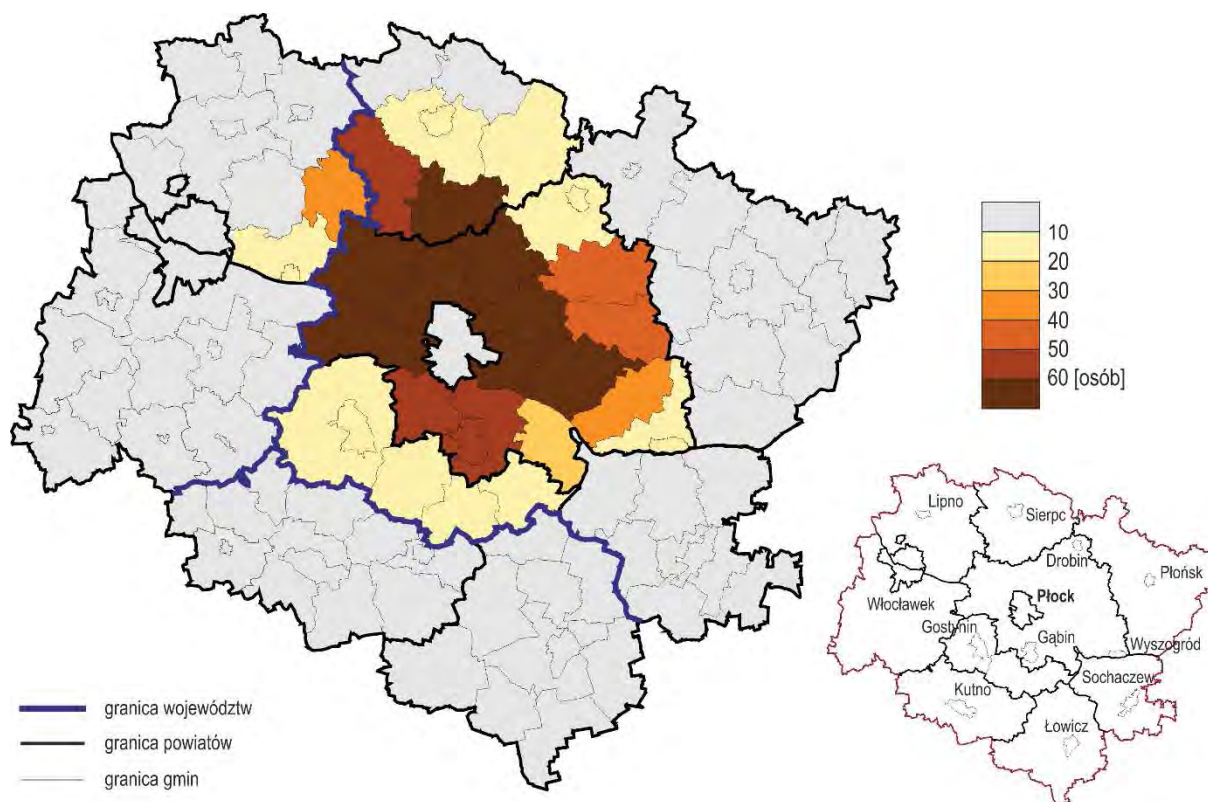 10
20
30
40
50
60 [osób]
Lipno
Sierpc
Drobin
Płońsk
Włocławek
Płock
Gostynin
Gąbin
Wyszogród
Kutno
Sochaczew
Łowicz
granica województw
granica powiatów
granica gmin